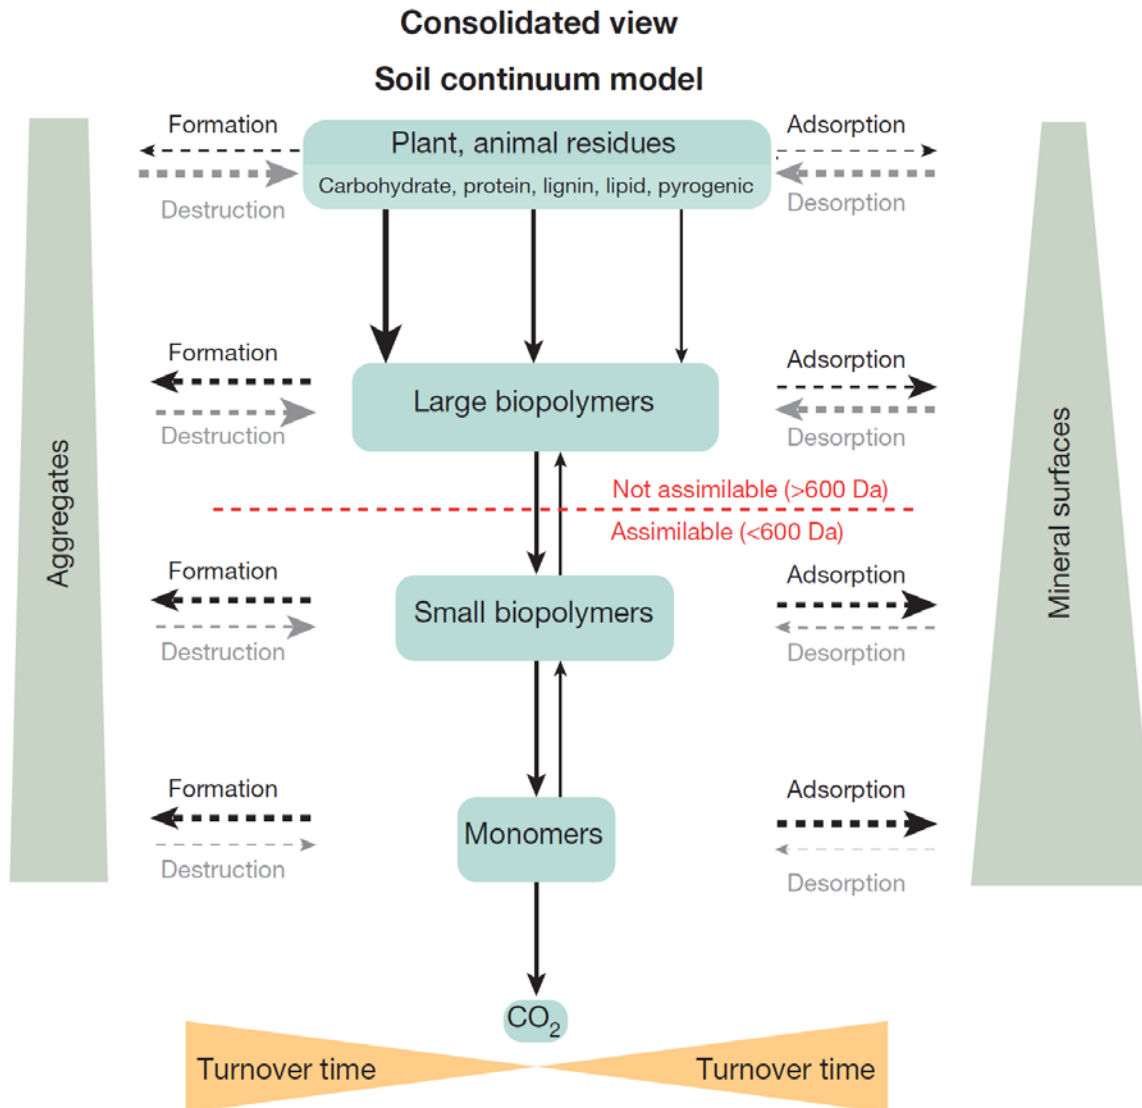 Consolidated view
Soil continuum model
Formation
Plant, animal residues
Adsorption
Carbohydrate, protein, lignin, lipid, pyrogenic
Destruction
Desorption
Formation
Large biopolymers
Adsorption
Destruction
Desorption
Aggregates
Mineral surfaces
Not assimilable (>600 Da)
Assimilable (<600 Da)
Formation
Small biopolymers
Adsorption
Destruction
Desorption
Formation
Monomers
Adsorption
Destruction
Desorption
CO2
Turnover time
Turnover time